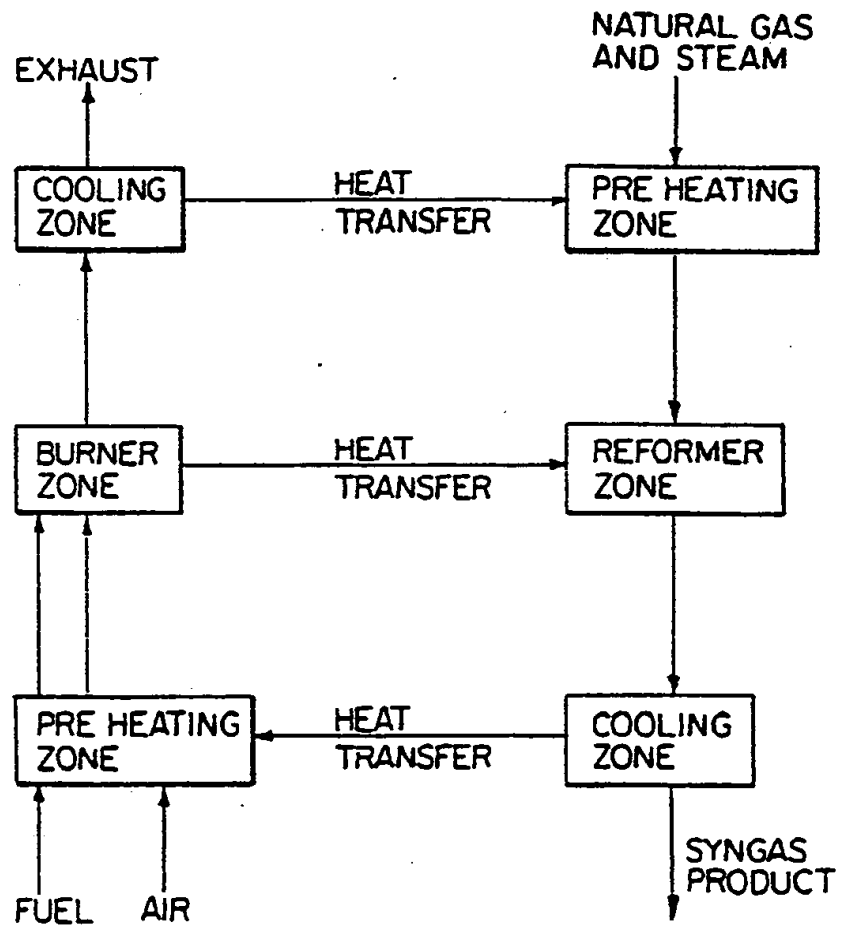 NATURAL GAS
AND STEAM
EXHAUST
COOLING
ZONE
HEAT
TRANSFER
PRE HEATING
ZONE
BURNER
ZONE
HEAT
TRANSFER
REFORMER
ZONE
PRE HEATING
ZONE
HEAT
TRANSFER
COOLING
ZONE
SYNGAS
PRODUCT
FUEL
AIR